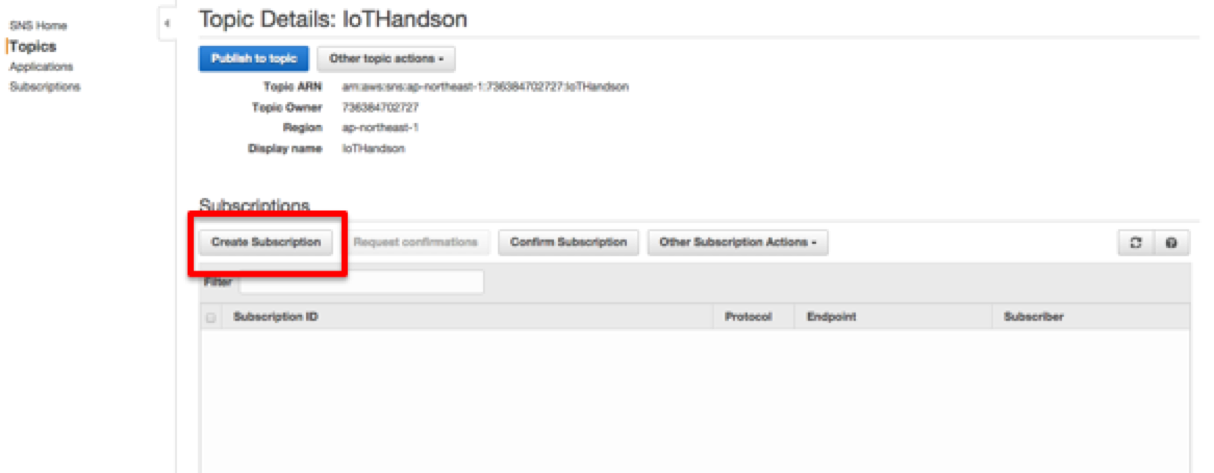 SNS Home
Topics
Applications
Subscriptions
Topic Details: IoTHandson
Publish to topic Other topic actions
Topic ARN arn:aws:sns:ap-northeast-1:736384702727:IoTHandson
Topic Owner 736384702727
Region ap-northeast-1
Display name IoTHandson
Subscriptions
Create Subscription Request confirmations Confirm Subscription Other Subscription Actions
Filter
Subscription ID Protocol Endpoint Subscriber